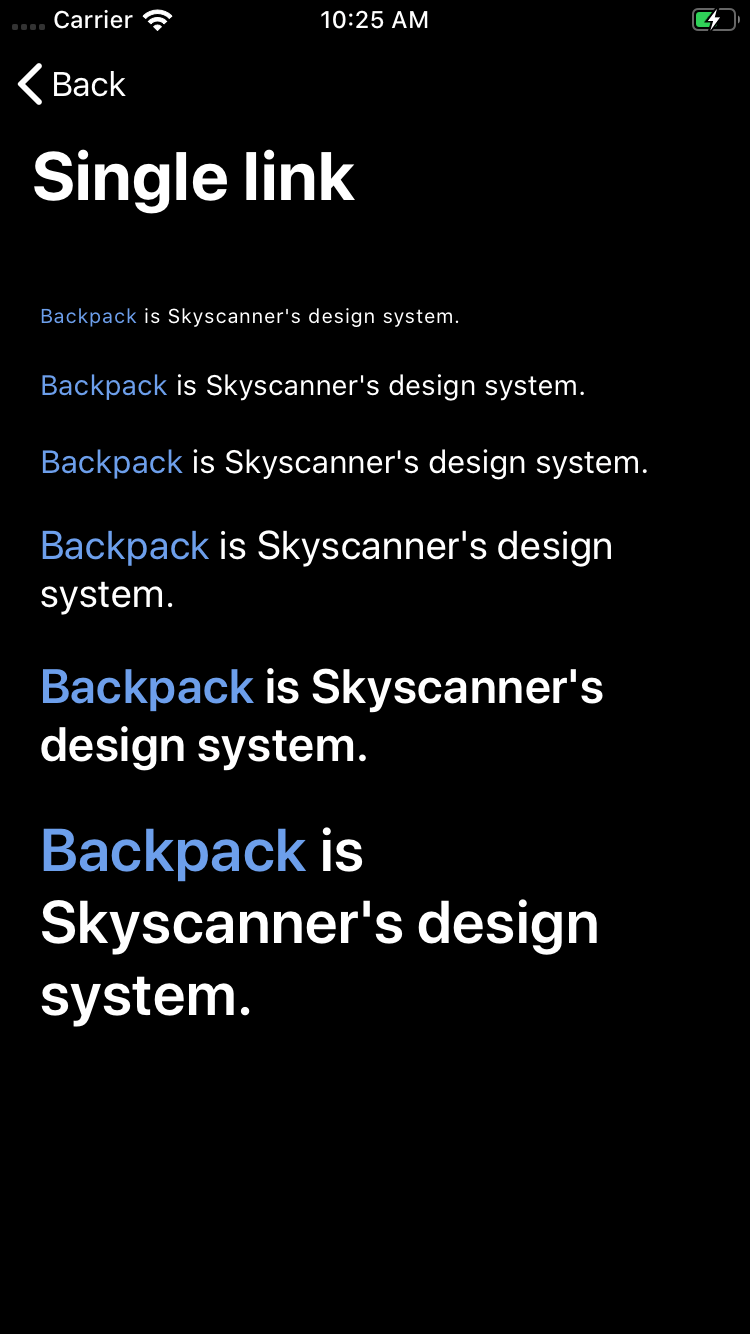 Carrier 10:25 AM
Back
Single link
Backpack is Skyscanner's design system.
Backpack is Skyscanner's design system.
Backpack is Skyscanner's design system.
Backpack is Skyscanner's design
system.
Backpack is Skyscanner's
design system.
Backpack is
Skyscanner's design
system.